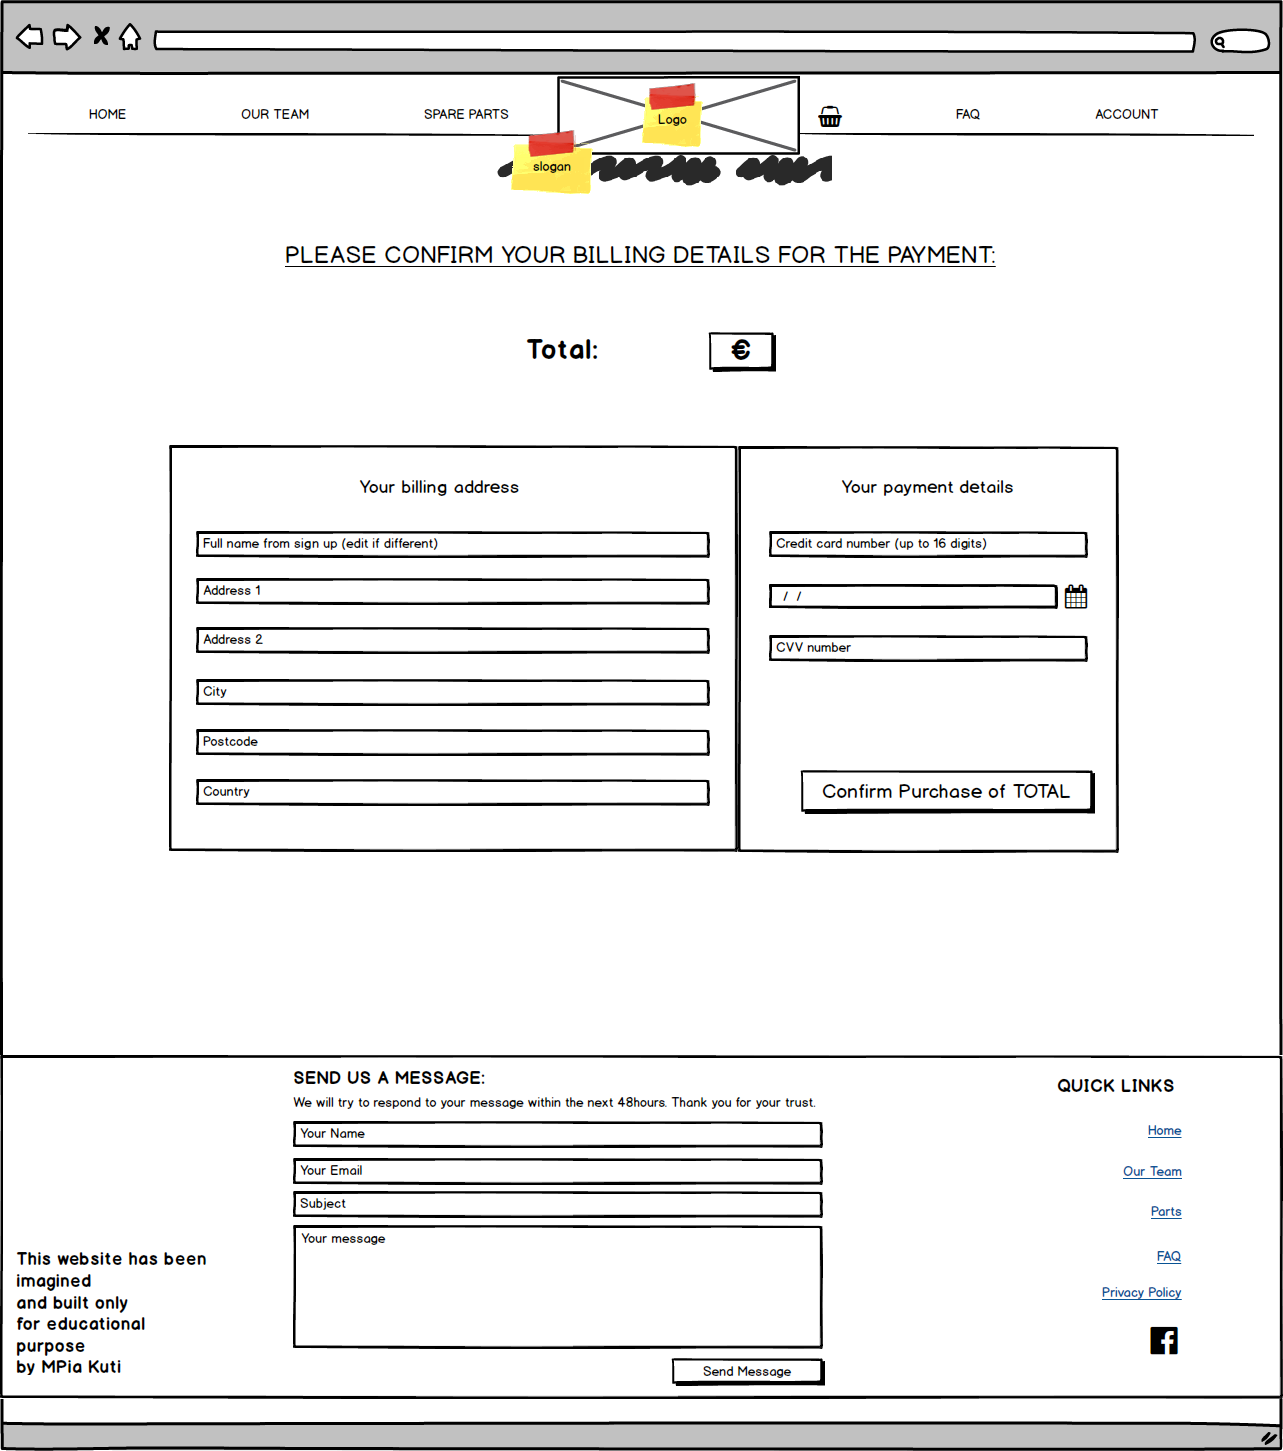 HOME
OUR TEAM
SPARE PARTS
Logo
FAQ
ACCOUNT
slogan
PLEASE CONFIRM YOUR BILLING DETAILS FOR THE PAYMENT:
Total:
€
Your billing address
Full name from sign up (edit if different)
Address 1
Address 2
City
Postcode
Country
Your payment details
Credit card number (up to 16 digits)
/ /
CVV number
Confirm Purchase of TOTAL
This website has been
imagined
and built only
for educational
purpose
by MPia Kuti
SEND US A MESSAGE:
We will try to respond to your message within the next 48hours. Thank you for your trust.
Your Name
Your Email
Subject
Your message
Send Message
QUICK LINKS
Home
Our Team
Parts
FAQ
Privacy Policy